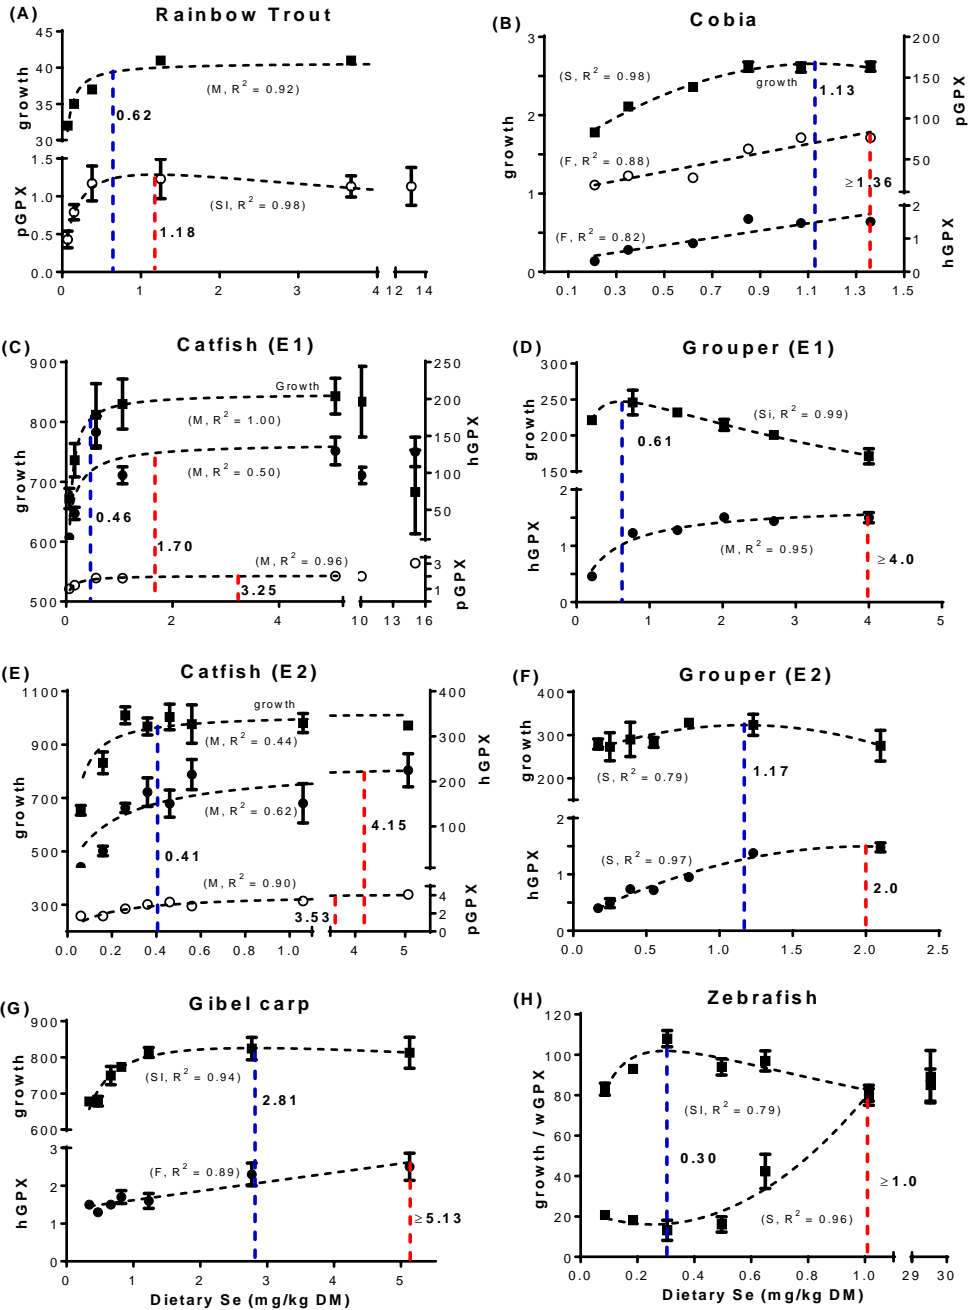 (A) Rainbow Trout
growth
45
40
35
30
(M, R² = 0.92)
0.62
pGPX
1.5
1.0
0.5
0.0
(SI, R² = 0.98)
1.18
0 1 2 3 4 12 14
(B) Cobia
growth
3
2
1
0
200
150
100
50
pGPX
2
1
0
hGPX
(S, R² = 0.98)
growth
1.13
(F, R² = 0.88)
≥1.36
(F, R² = 0.82)
0.1 0.3 0.5 0.7 0.9 1.1 1.3 1.5
(C) Catfish (E1)
growth
900
800
700
600
500
250
200
150
100
50
hGPX
3
2
1
pGPX
Growth
(M, R² = 1.00)
(M, R² = 0.50)
0.46
1.70
(M, R² = 0.96)
3.25
0 2 4 10 13 16
(D) Grouper (E1)
growth
300
250
200
150
(Si, R² = 0.99)
0.61
hGPX
2
1
0
(M, R² = 0.95)
≥4.0
0 1 2 3 4 5
(E) Catfish (E2)
growth
1100
900
700
500
300
400
300
200
100
hGPX
4
2
0
pGPX
growth
(M, R² = 0.44)
(M, R² = 0.62)
4.15
0.41
(M, R² = 0.90)
3.53
0.0 0.2 0.4 0.6 0.8 1.0 4 5
(F) Grouper (E2)
growth
400
300
200
(S, R² = 0.79)
1.17
hGPX
2
1
0
(S, R² = 0.97)
2.0
0.0 0.5 1.0 1.5 2.0 2.5
(G) Gibel carp
growth
900
800
700
600
(SI, R² = 0.94)
2.81
hGPX
3
2
1
0
(F, R² = 0.89)
≥5.13
0 1 2 3 4 5
Dietary Se (mg/kg DM)
(H) Zebrafish
growth / wGPX
120
100
80
60
40
20
0
(SI, R² = 0.79)
0.30
≥1.0
(S, R² = 0.96)
0.0 0.2 0.4 0.6 0.8 1.0 29 30
Dietary Se (mg/kg DM)